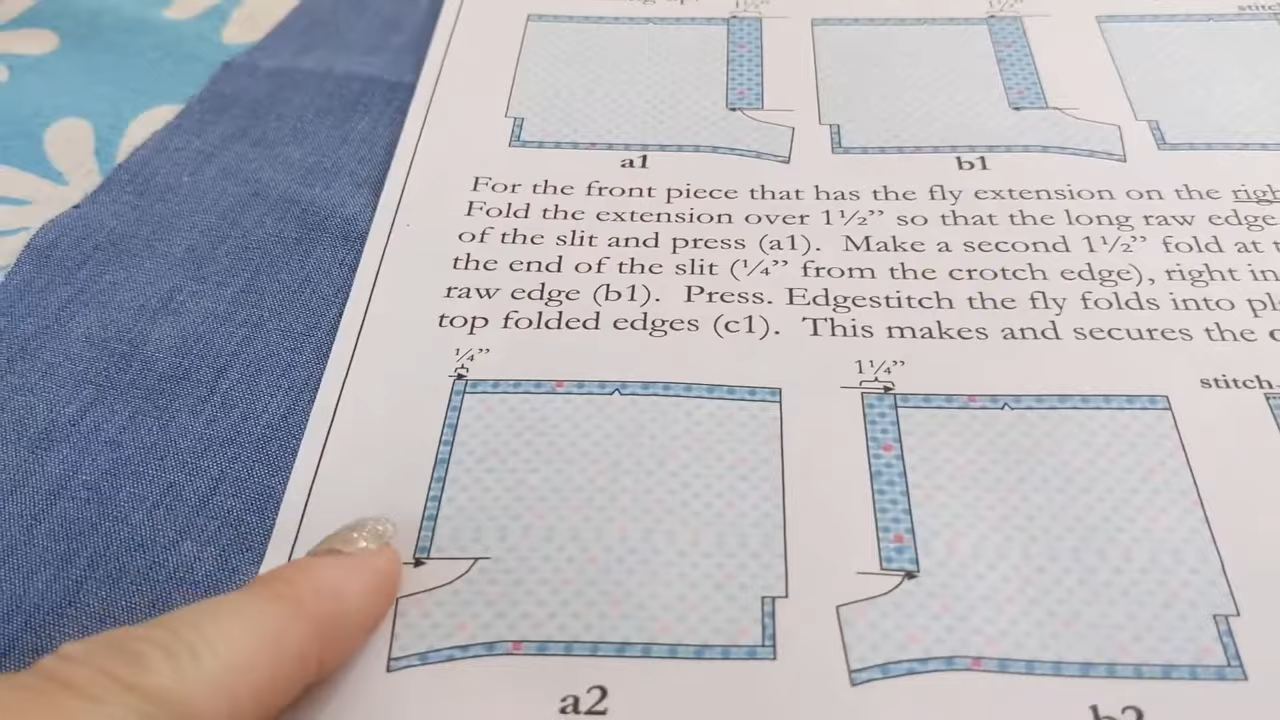 1½" 1½" stitch
a1 b1
For the front piece that has the fly extension on the
Fold the extension over 1½" so that the long raw edge
of the slit and press (a1). Make a second 1½" fold at
the end of the slit (¼" from the crotch edge), right in
raw edge (b1). Press. Edgestitch the fly folds into
top folded edges (c1). This makes and secures the
¼" 1¼"
stitch
a2 b2